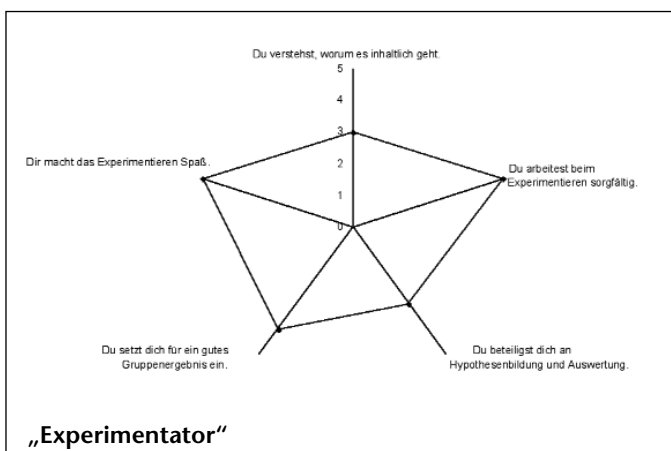 Du verstehst, worum es inhaltlich geht.
5
4
3
2
1
0
Dir macht das Experimentieren Spaß.
Du arbeitest beim
Experimentieren sorgfältig.
Du setzt dich für ein gutes
Gruppenergebnis ein.
Du beteiligst dich an
Hypothesenbildung und Auswertung.
„Experimentator“